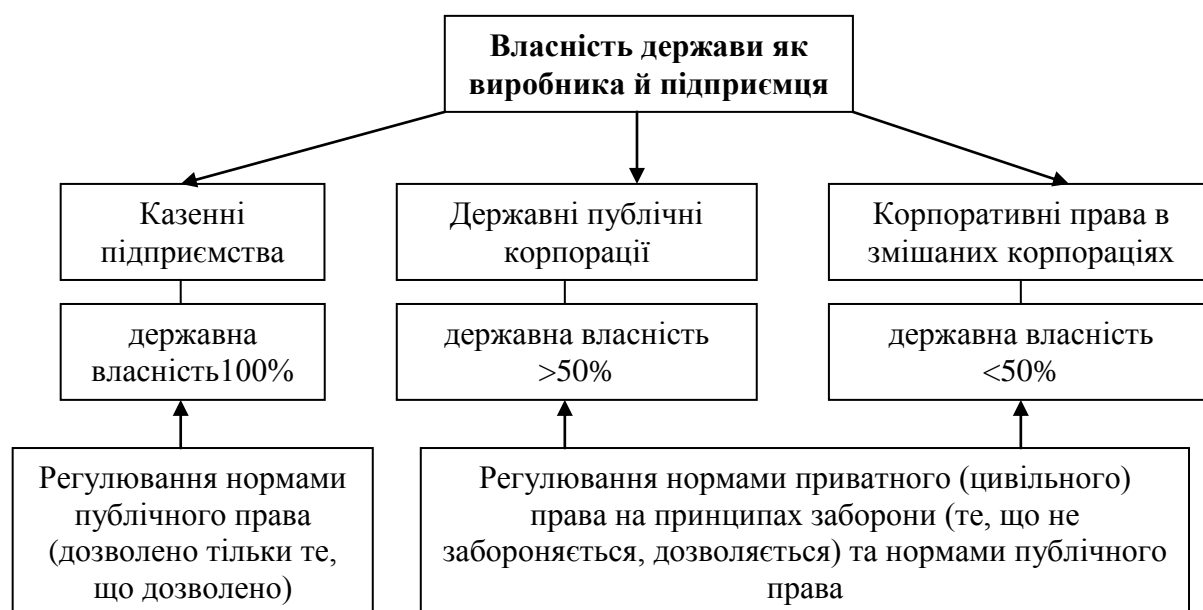 Власність держави як
виробника й підприємця
Казенні
підприємства
Державні публічні
корпорації
Корпоративні права в
змішаних корпораціях
державна
власність100%
державна власність
>50%
державна власність
<50%
Регулювання нормами
публічного права
(дозволено тільки те,
що дозволено)
Регулювання нормами приватного (цивільного)
права на принципах заборони (те, що не
забороняється, дозволяється) та нормами публічного
права